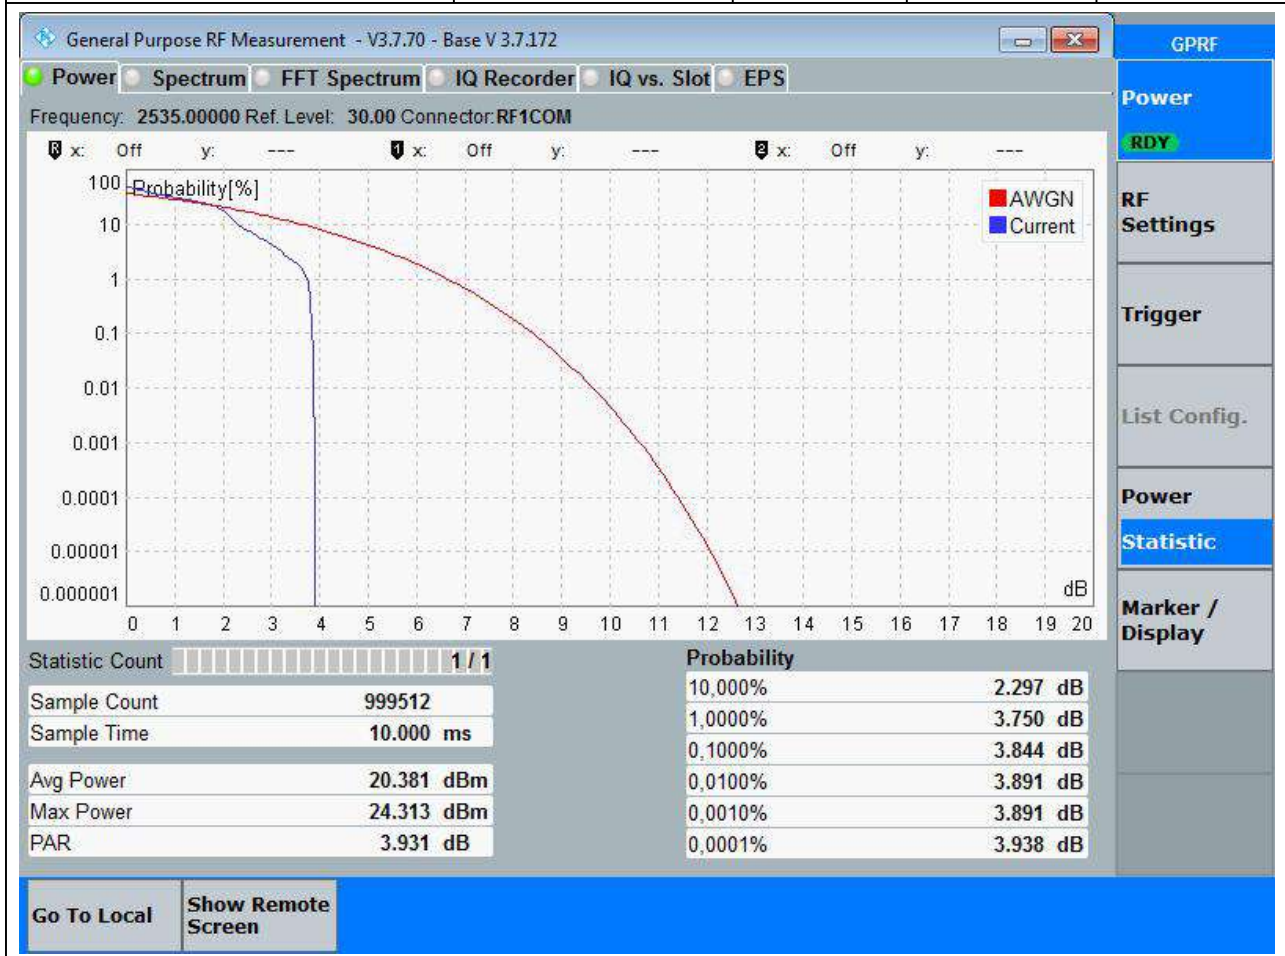 General Purpose RF Measurement - V3.7.70 - Base V 3.7.172
GPRF
Power Spectrum FFT Spectrum IQ Recorder IQ vs. Slot EPS
Power
RDY
Frequency: 2535.00000 Ref. Level: 30.00 Connector: RF1COM
R x: Off y: --- 1 x: Off y: --- 2 x: Off y: ---
Probability[%]
AWGN
Current
100
10
1
0.1
0.01
0.001
0.0001
0.00001
0.000001
dB
0 1 2 3 4 5 6 7 8 9 10 11 12 13 14 15 16 17 18 19 20
RF
Settings
Trigger
List Config.
Power
Statistic
Marker /
Display
Statistic Count 1 / 1
Sample Count 999512
Sample Time 10.000 ms
Avg Power 20.381 dBm
Max Power 24.313 dBm
PAR 3.931 dB
Probability
10,000% 2.297 dB
1,0000% 3.750 dB
0,1000% 3.844 dB
0,0100% 3.891 dB
0,0010% 3.891 dB
0,0001% 3.938 dB
Go To Local
Show Remote
Screen